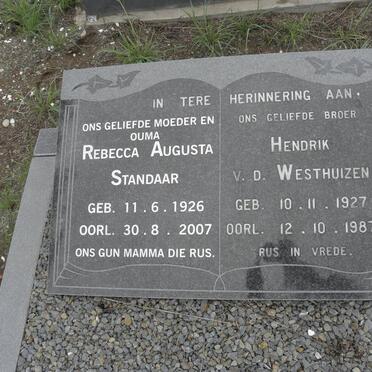 IN TERE HERINNERING AAN,
ONS GELIEFDE MOEDER EN
OUMA
REBECCA AUGUSTA
STANDAAR
GEB. 11.6.1926
OORL. 30.8.2007
ONS GUN MAMMA DIE RUS.
ONS GELIEFDE BROER
HENDRIK
V.D. WESTHUIZEN
GEB. 10.11.1927
OORL. 12.10.1987
RUS IN VREDE.